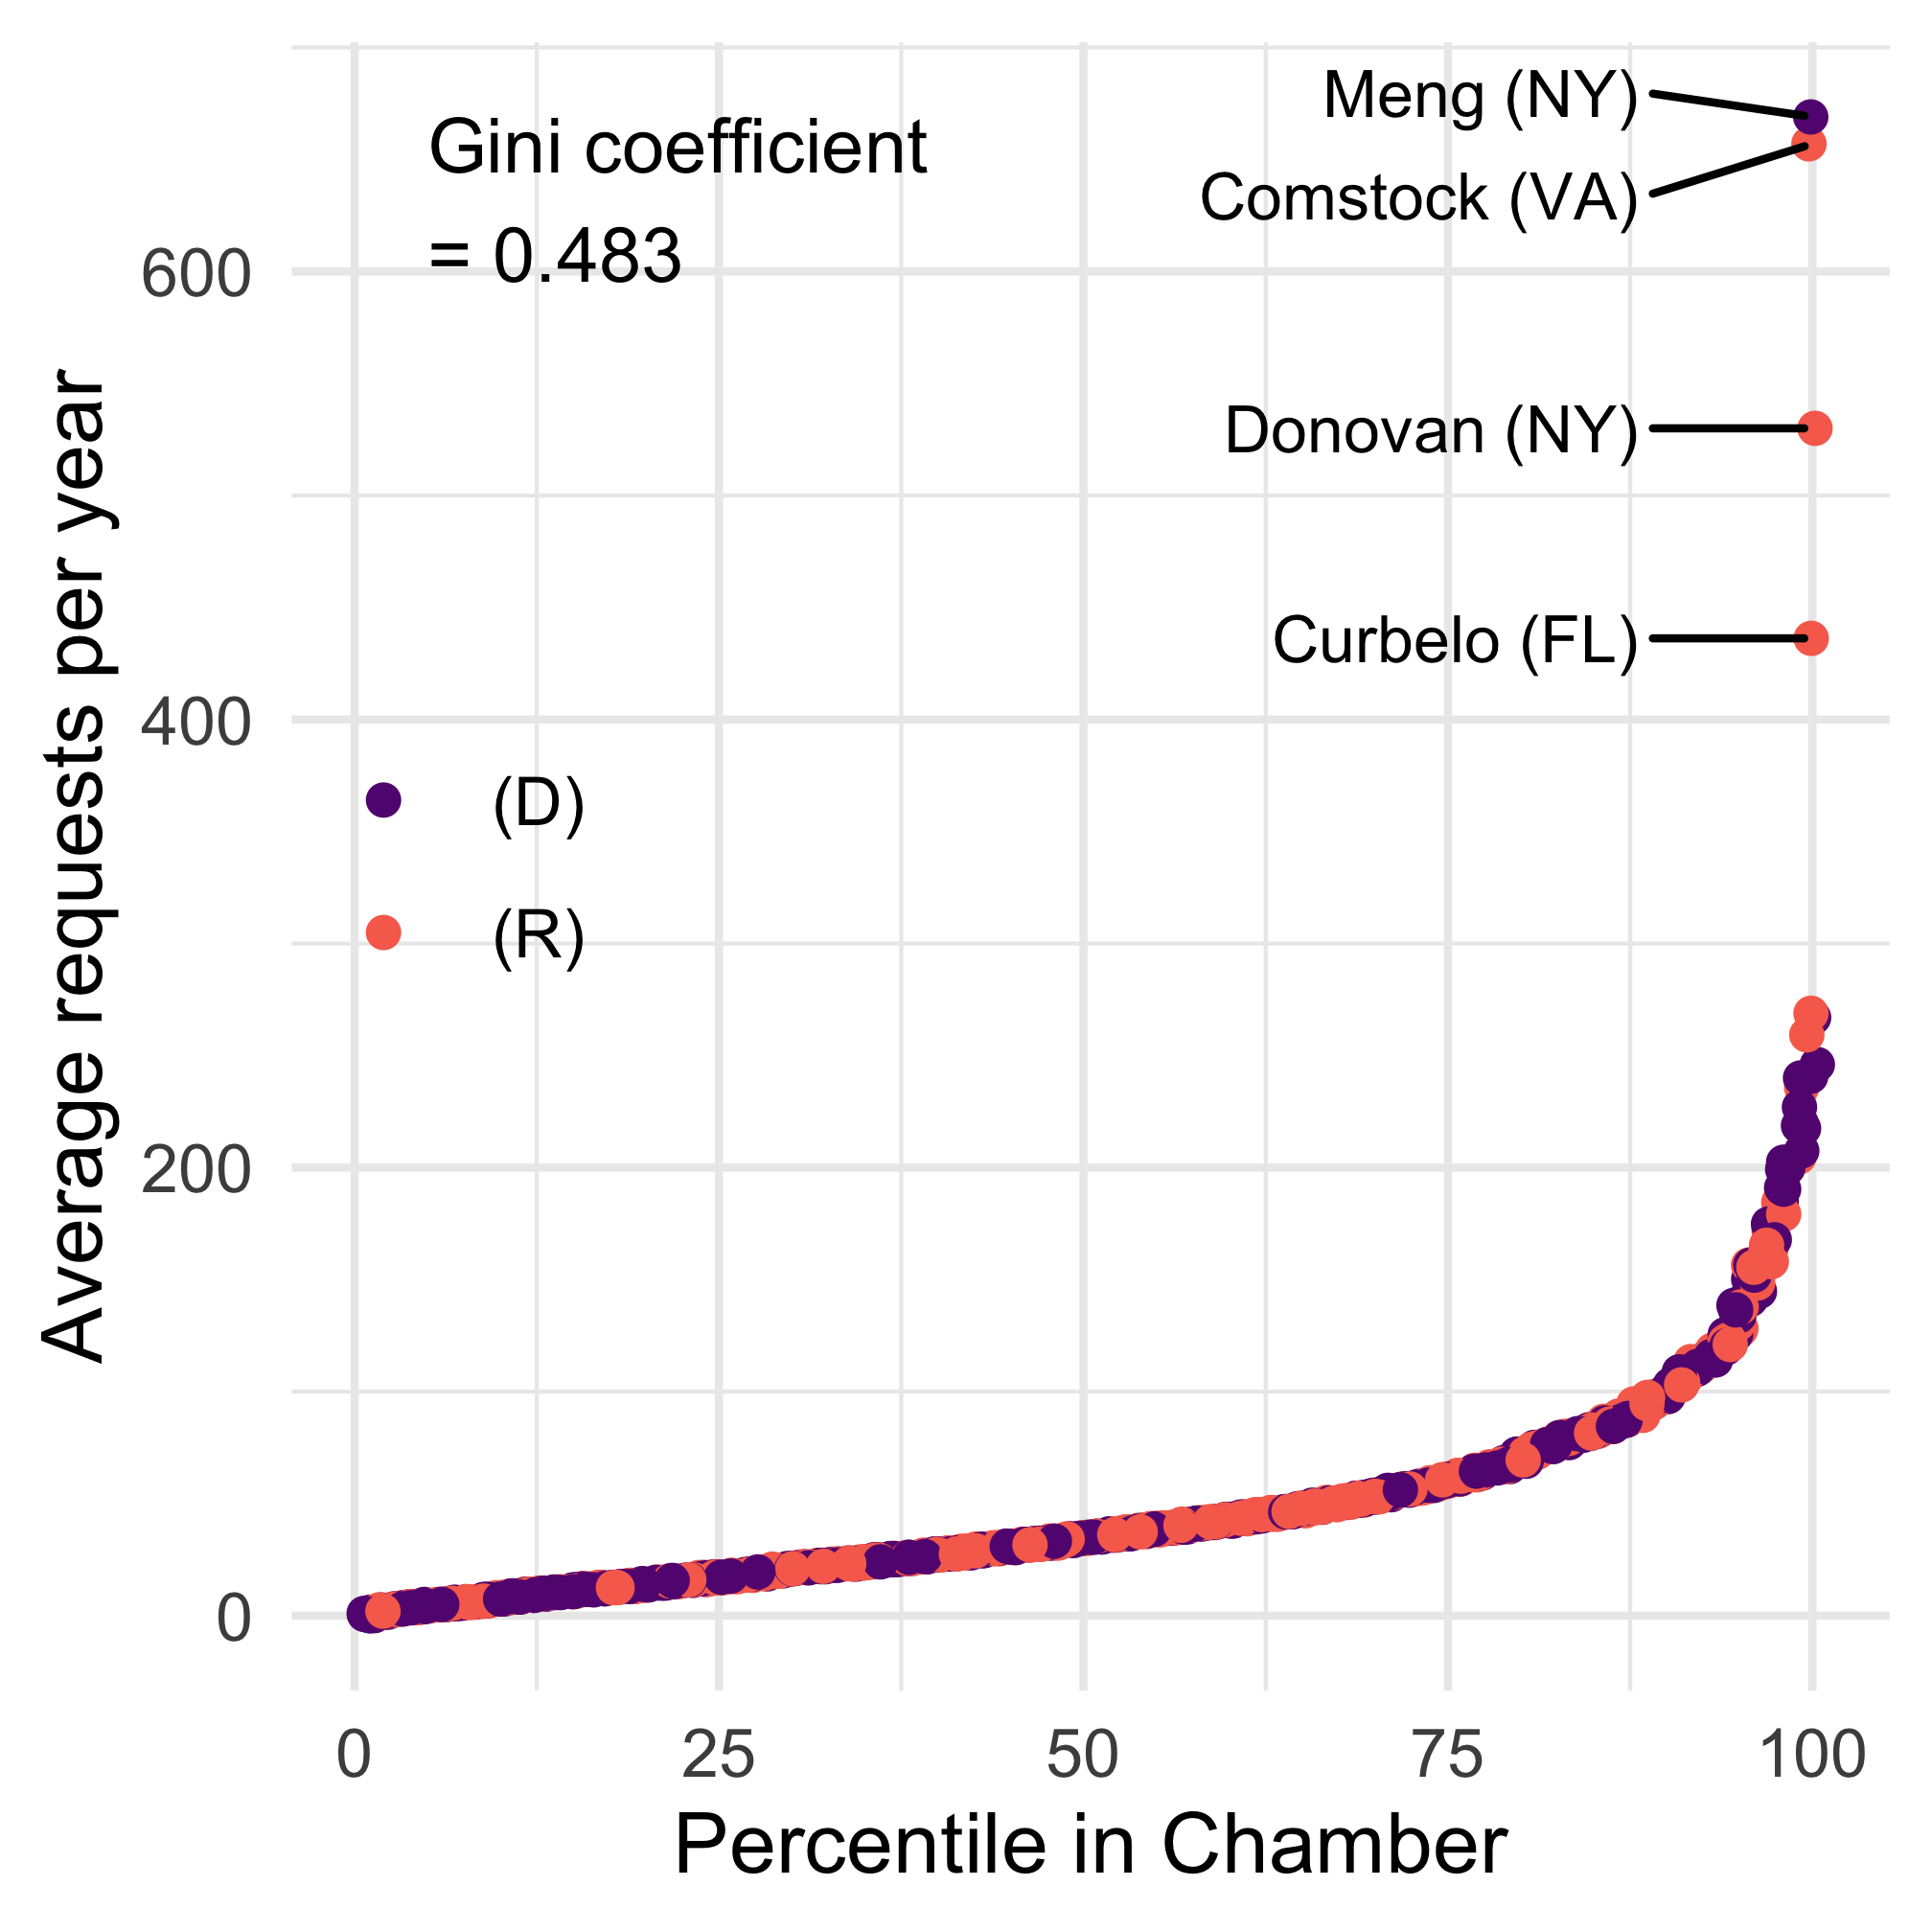 Meng (NY)
Gini coefficient
Comstock (VA)
= 0.483
600
Donovan (NY)
Curbelo (FL)
400
(D)
(R)
200
0
Average requests per year
0 25 50 75 100
Percentile in Chamber